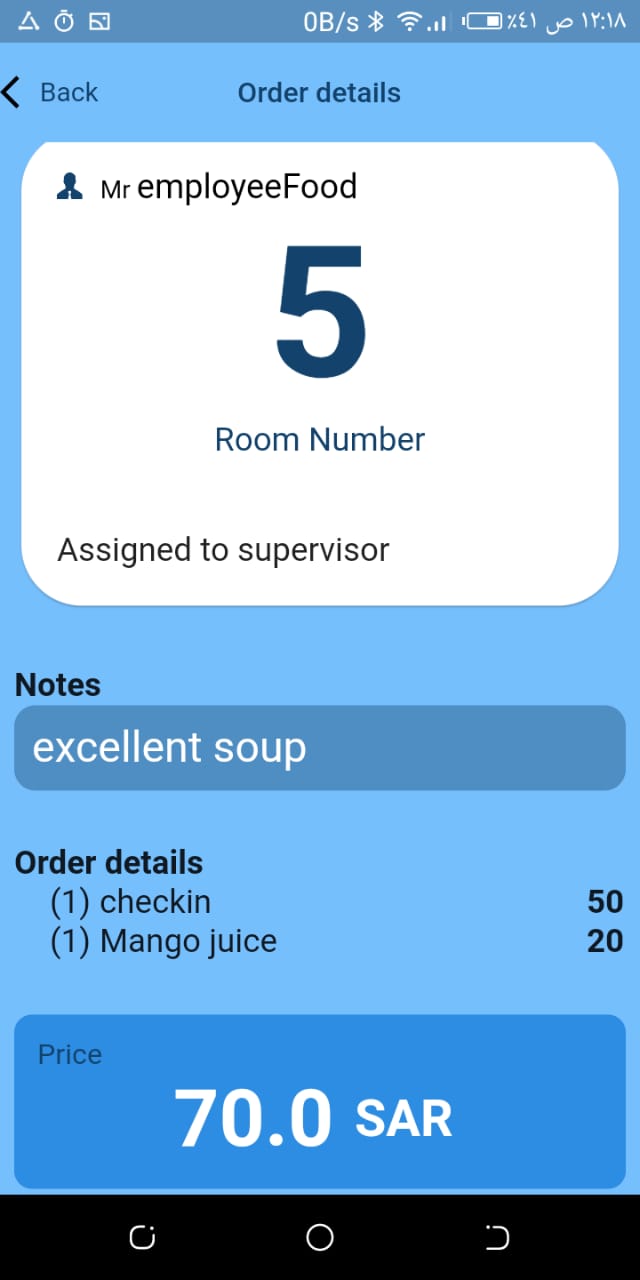 0B/s ٪٤١ ص ١٢:١٨
Back Order details
Mr employeeFood
5
Room Number
Assigned to supervisor
Notes
excellent soup
Order details
(1) checkin 50
(1) Mango juice 20
Price
70.0 SAR